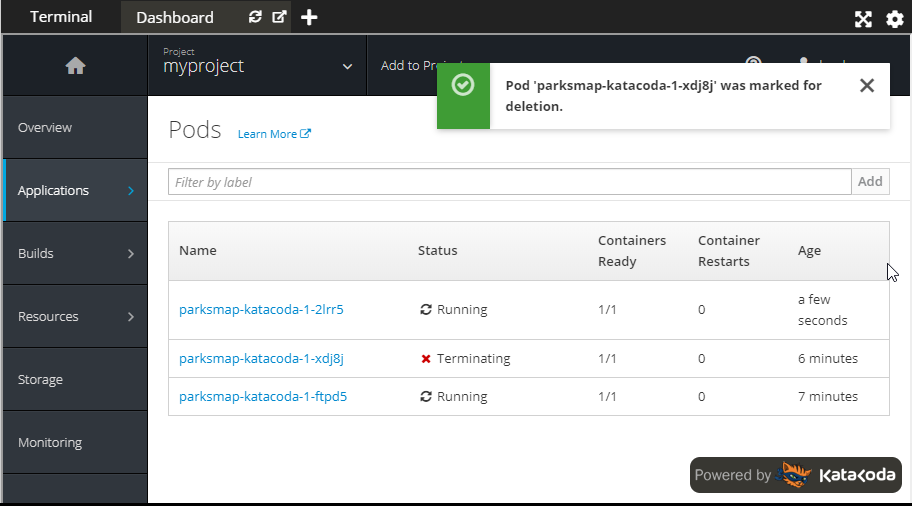 Terminal
Dashboard
Project
myproject
Add to Pro
Pod 'parksmap-katacoda-1-xdj8j' was marked for
deletion.
Overview
Applications
Builds
Resources
Storage
Monitoring
Pods
Learn More
Filter by label
Add
Name Status Containers Ready Container Restarts Age
parksmap-katacoda-1-2lrr5 Running 1/1 0 a few seconds
parksmap-katacoda-1-xdj8j Terminating 1/1 0 6 minutes
parksmap-katacoda-1-ftpd5 Running 1/1 0 7 minutes
Powered by KATACODA